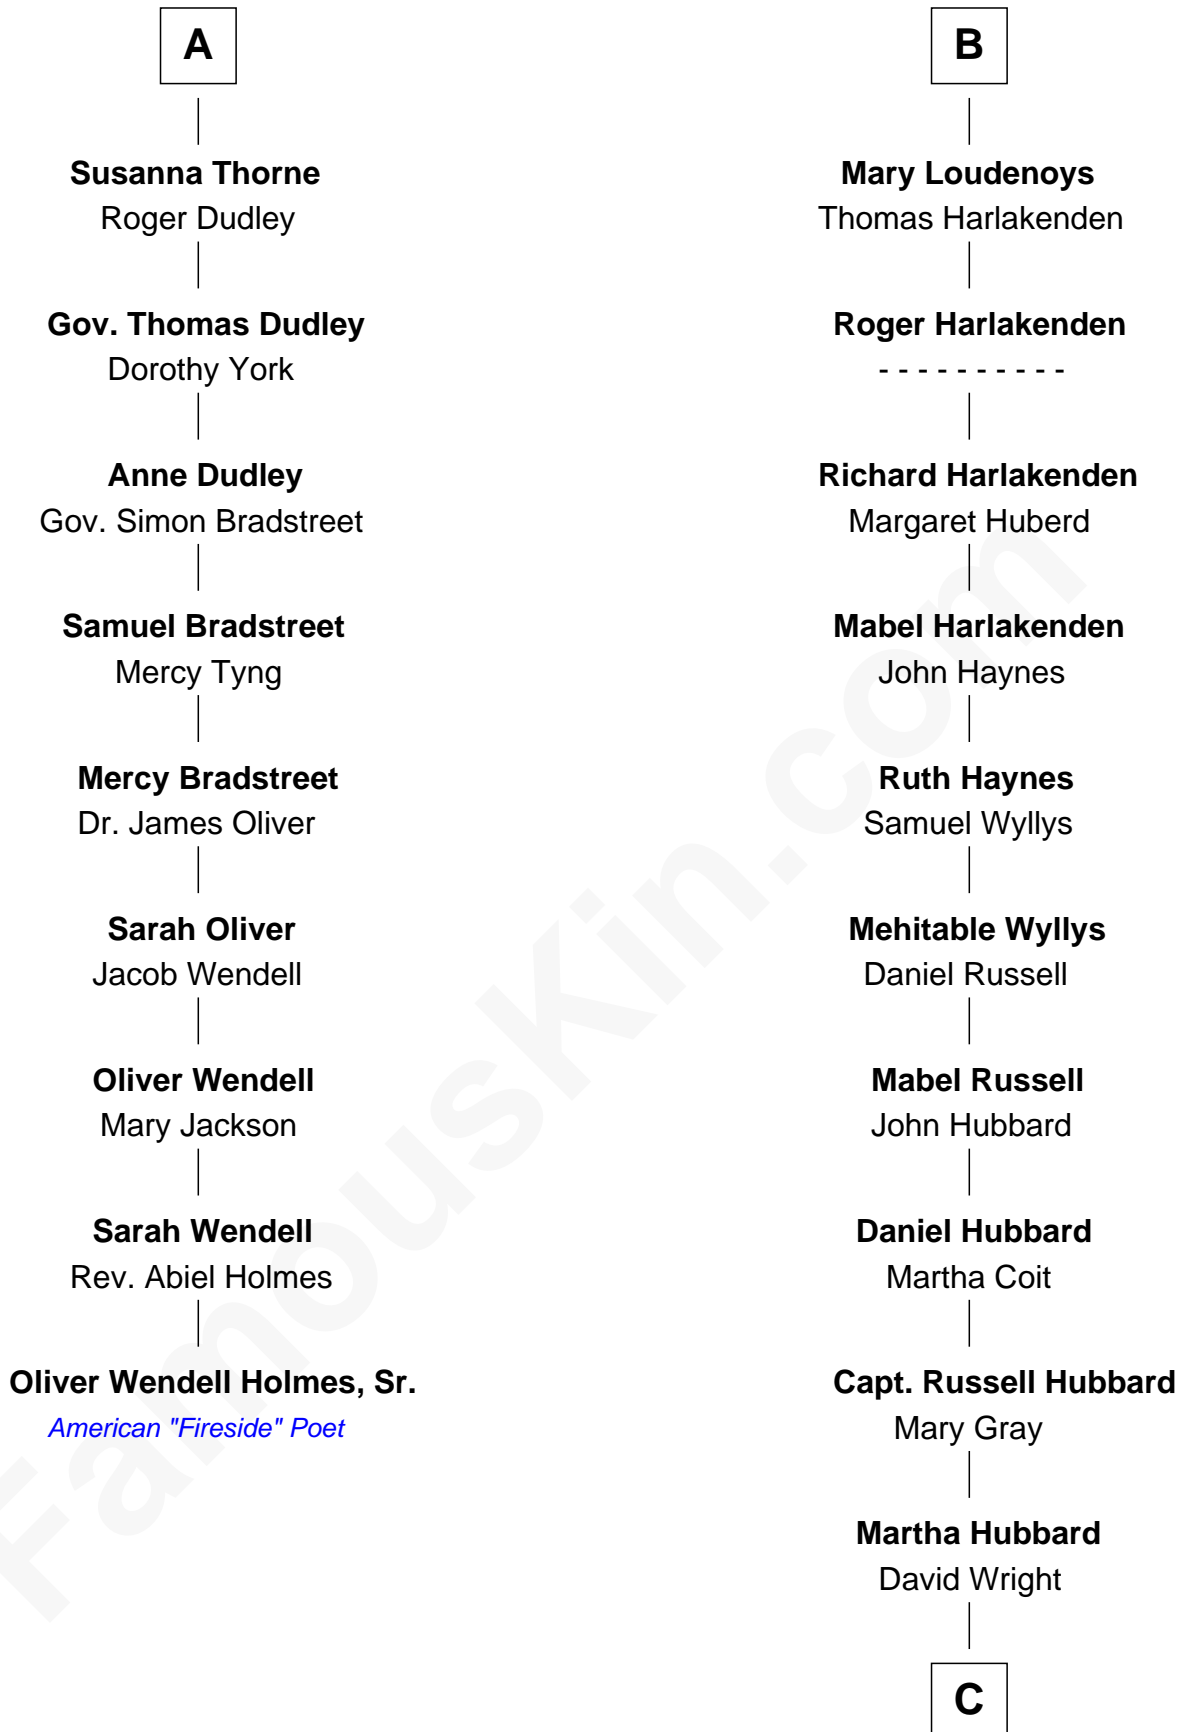 A
Susanna Thorne
Roger Dudley
Gov. Thomas Dudley
Dorothy York
Anne Dudley
Gov. Simon Bradstreet
Samuel Bradstreet
Mercy Tyng
Mercy Bradstreet
Dr. James Oliver
Sarah Oliver
Jacob Wendell
Oliver Wendell
Mary Jackson
Sarah Wendell
Rev. Abiel Holmes
Oliver Wendell Holmes, Sr.
American "Fireside" Poet
B
Mary Loudenoys
Thomas Harlakenden
Roger Harlakenden
- - - - - - - - - -
Richard Harlakenden
Margaret Huberd
Mabel Harlakenden
John Haynes
Ruth Haynes
Samuel Wyllys
Mehitable Wyllys
Daniel Russell
Mabel Russell
John Hubbard
Daniel Hubbard
Martha Coit
Capt. Russell Hubbard
Mary Gray
Martha Hubbard
David Wright
C
FamousKin.com